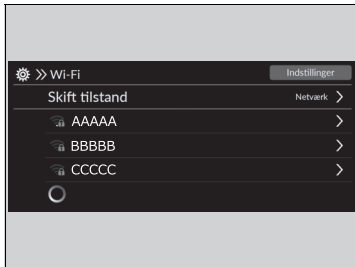 Wi-Fi
Indstillinger
Skift tilstand
Netværk
AAAAA
BBBBB
CCCCC